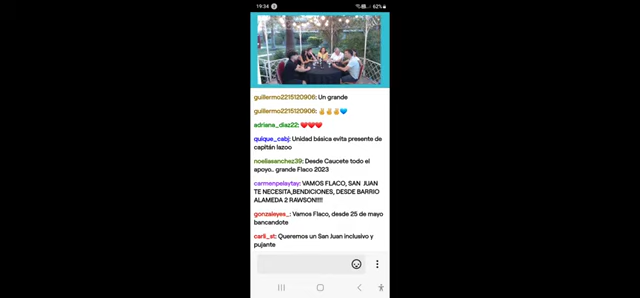 19:34
62%
guillermo2215120906: Un grande
guillermo2215120906: ✌️✌️✌️💙
adriana_diaz22: ❤️❤️❤️
quique_cabj: Unidad básica evita presente de
capitán lazoo
noeliasanchez39: Desde Caucete todo el
apoyo.. grande Flaco 2023
carmenpelaytay: VAMOS FLACO, SAN JUAN
TE NECESITA,BENDICIONES, DESDE BARRIO
ALAMEDA 2 RAWSON!!!!!
gonzaleyes_: Vamos Flaco, desde 25 de mayo
bancandote
carli_st: Queremos un San Juan inclusivo y
pujante